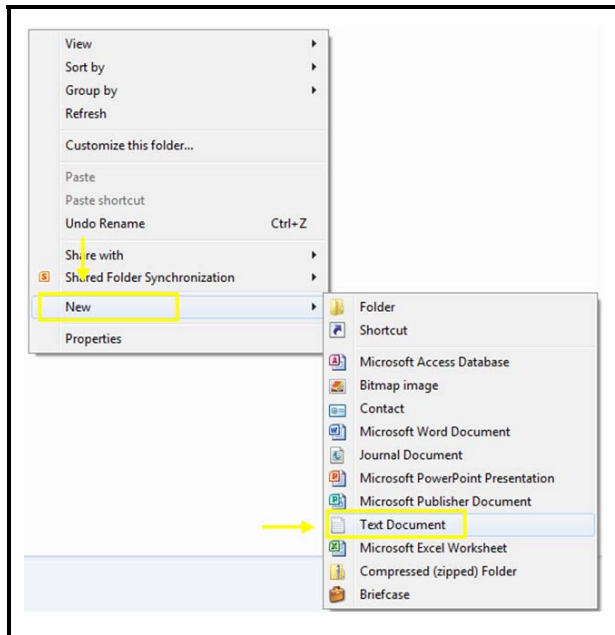 View
Sort by
Group by
Refresh
Customize this folder...
Paste
Paste shortcut
Undo Rename Ctrl+Z
Share with
S Shared Folder Synchronization
New
Properties
Folder
Shortcut
Microsoft Access Database
Bitmap image
Contact
Microsoft Word Document
Journal Document
Microsoft PowerPoint Presentation
Microsoft Publisher Document
Text Document
Microsoft Excel Worksheet
Compressed (zipped) Folder
Briefcase